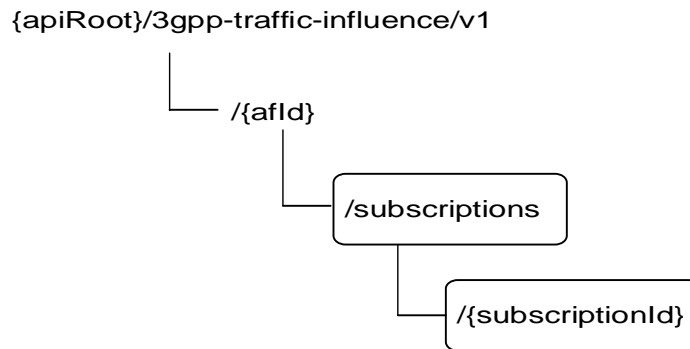 {apiRoot}/3gpp-traffic-influence/v1
/{afId}
/subscriptions
/{subscriptionId}